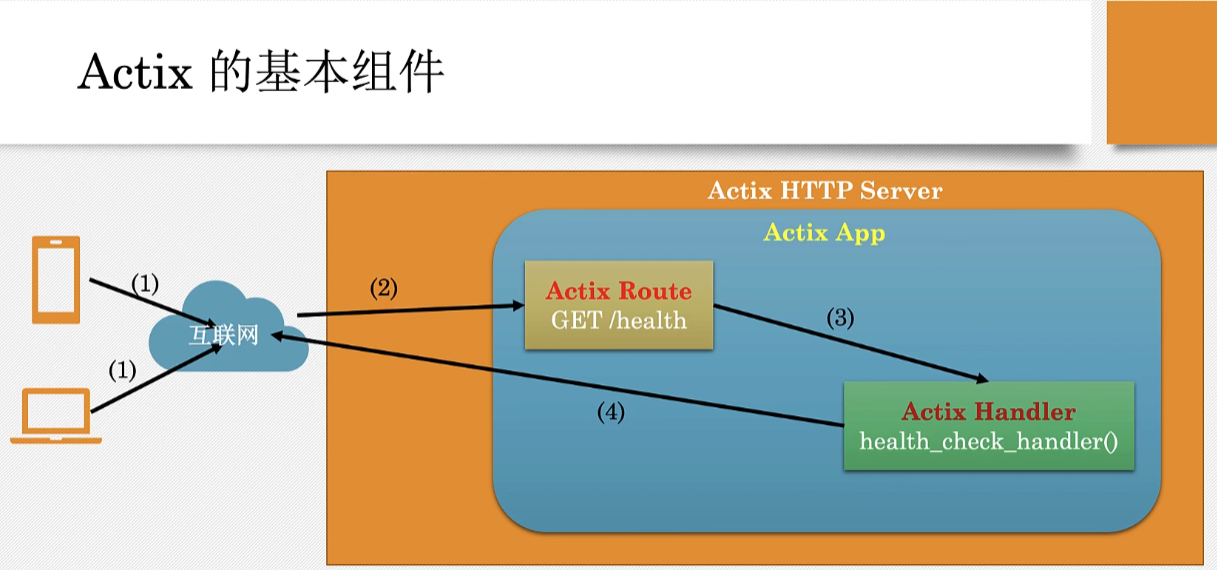 Actix 的基本组件
Actix HTTP Server
Actix App
(1)
(2)
Actix Route
GET /health
互联网
(3)
(1)
(4)
Actix Handler
health_check_handler()